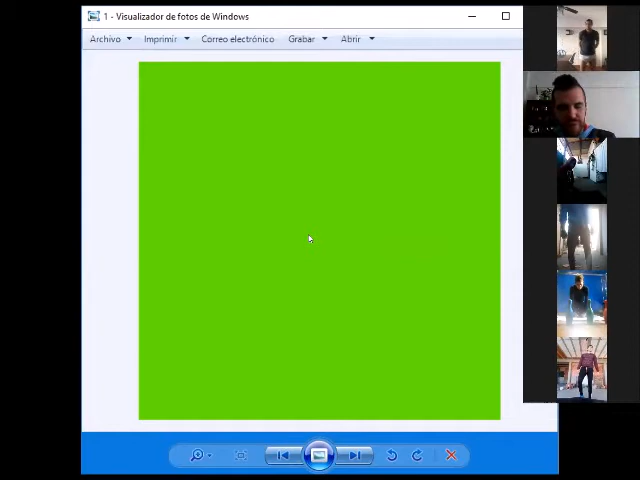 1 - Visualizador de fotos de Windows
Archivo Imprimir Correo electrónico Grabar Abrir